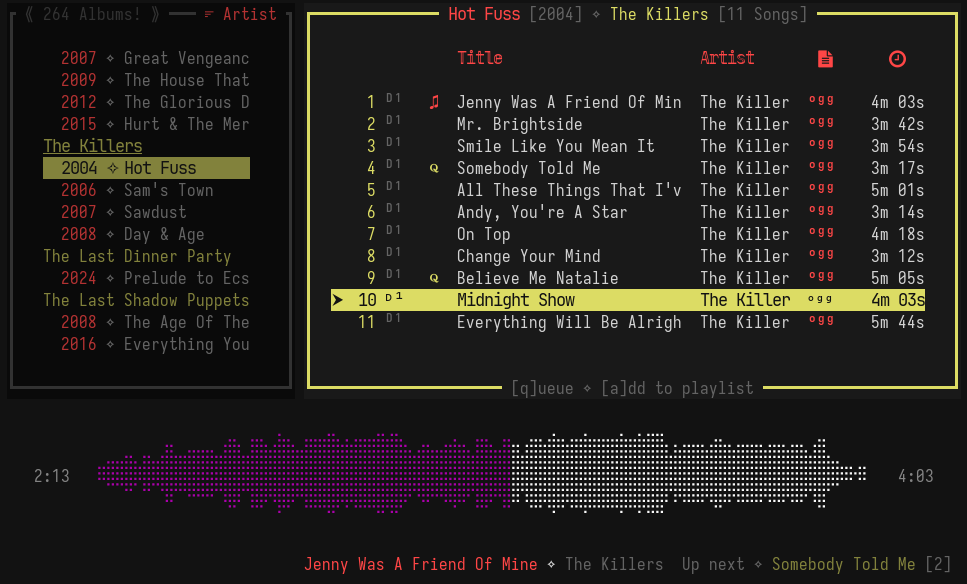 《 264 Albums! 》 Artist
2007 ✧ Great Vengeanc
2009 ✧ The House That
2012 ✧ The Glorious D
2015 ✧ Hurt & The Mer
The Killers
2004 ✧ Hot Fuss
2006 ✧ Sam's Town
2007 ✧ Sawdust
2008 ✧ Day & Age
The Last Dinner Party
2024 ✧ Prelude to Ecs
The Last Shadow Puppets
2008 ✧ The Age Of The
2016 ✧ Everything You
Hot Fuss [2004] ✧ The Killers [11 Songs]
Title Artist
1 D1 ♫ Jenny Was A Friend Of Min The Killer ogg 4m 03s
2 D1 Mr. Brightside The Killer ogg 3m 42s
3 D1 Smile Like You Mean It The Killer ogg 3m 54s
4 D1 Q Somebody Told Me The Killer ogg 3m 17s
5 D1 All These Things That I'v The Killer ogg 5m 01s
6 D1 Andy, You're A Star The Killer ogg 3m 14s
7 D1 On Top The Killer ogg 4m 18s
8 D1 Change Your Mind The Killer ogg 3m 12s
9 D1 Q Believe Me Natalie The Killer ogg 5m 05s
➤ 10 D1 Midnight Show The Killer ogg 4m 03s
11 D1 Everything Will Be Alrigh The Killer ogg 5m 44s
[q]ueue ✧ [a]dd to playlist
2:13 4:03
Jenny Was A Friend Of Mine ✧ The Killers Up next ✧ Somebody Told Me [2]